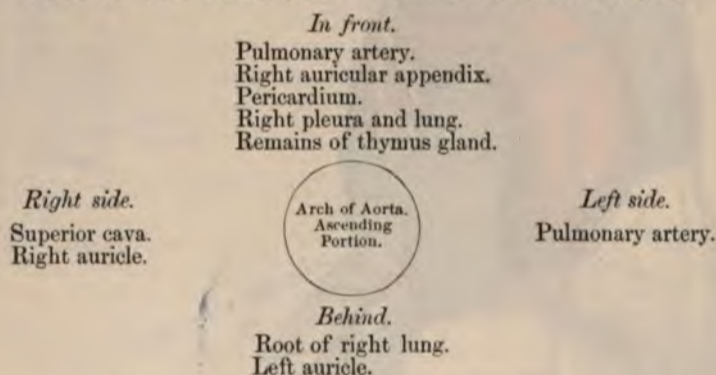 In front.
Pulmonary artery.
Right auricular appendix.
Pericardium.
Right pleura and lung.
Remains of thymus gland.
Right side.
Superior cava.
Right auricle.
Arch of Aorta.
Ascending
Portion.
Left side.
Pulmonary artery.
Behind.
Root of right lung.
Left auricle.